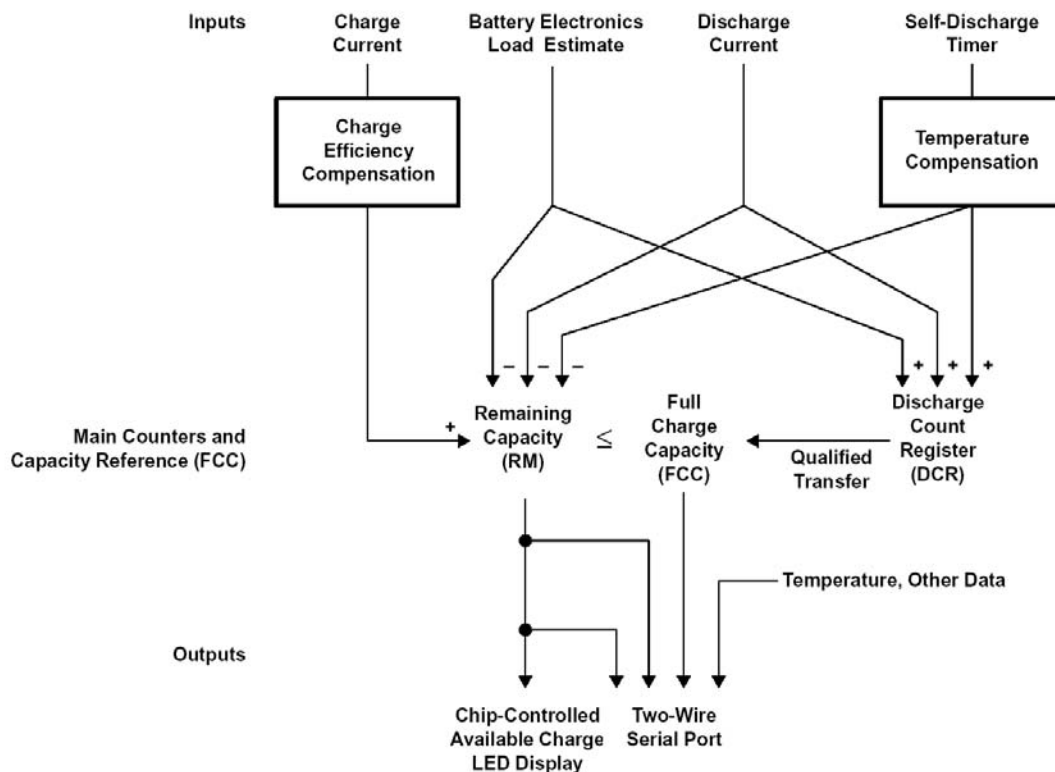 Inputs
Charge
Current
Battery Electronics
Load Estimate
Discharge
Current
Self-Discharge
Timer
Charge
Efficiency
Compensation
Temperature
Compensation
– – –
+ + +
Main Counters and
Capacity Reference (FCC)
+
Remaining
Capacity
(RM)
≤
Full
Charge
Capacity
(FCC)
Qualified
Transfer
Discharge
Count
Register
(DCR)
Temperature, Other Data
Outputs
Chip-Controlled
Available Charge
LED Display
Two-Wire
Serial Port